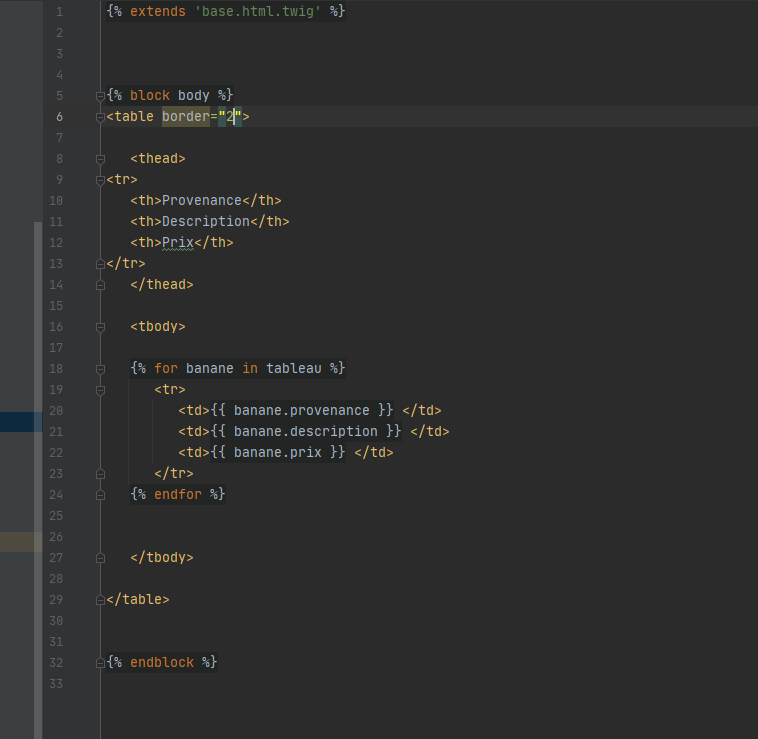 1 {% extends 'base.html.twig' %}
2
3
4
5 {% block body %}
6 <table border="2">
7
8 <thead>
9 <tr>
10 <th>Provenance</th>
11 <th>Description</th>
12 <th>Prix</th>
13 </tr>
14 </thead>
15
16 <tbody>
17
18 {% for banane in tableau %}
19 <tr>
20 <td>{{ banane.provenance }} </td>
21 <td>{{ banane.description }} </td>
22 <td>{{ banane.prix }} </td>
23 </tr>
24 {% endfor %}
25
26
27 </tbody>
28
29 </table>
30
31
32 {% endblock %}
33